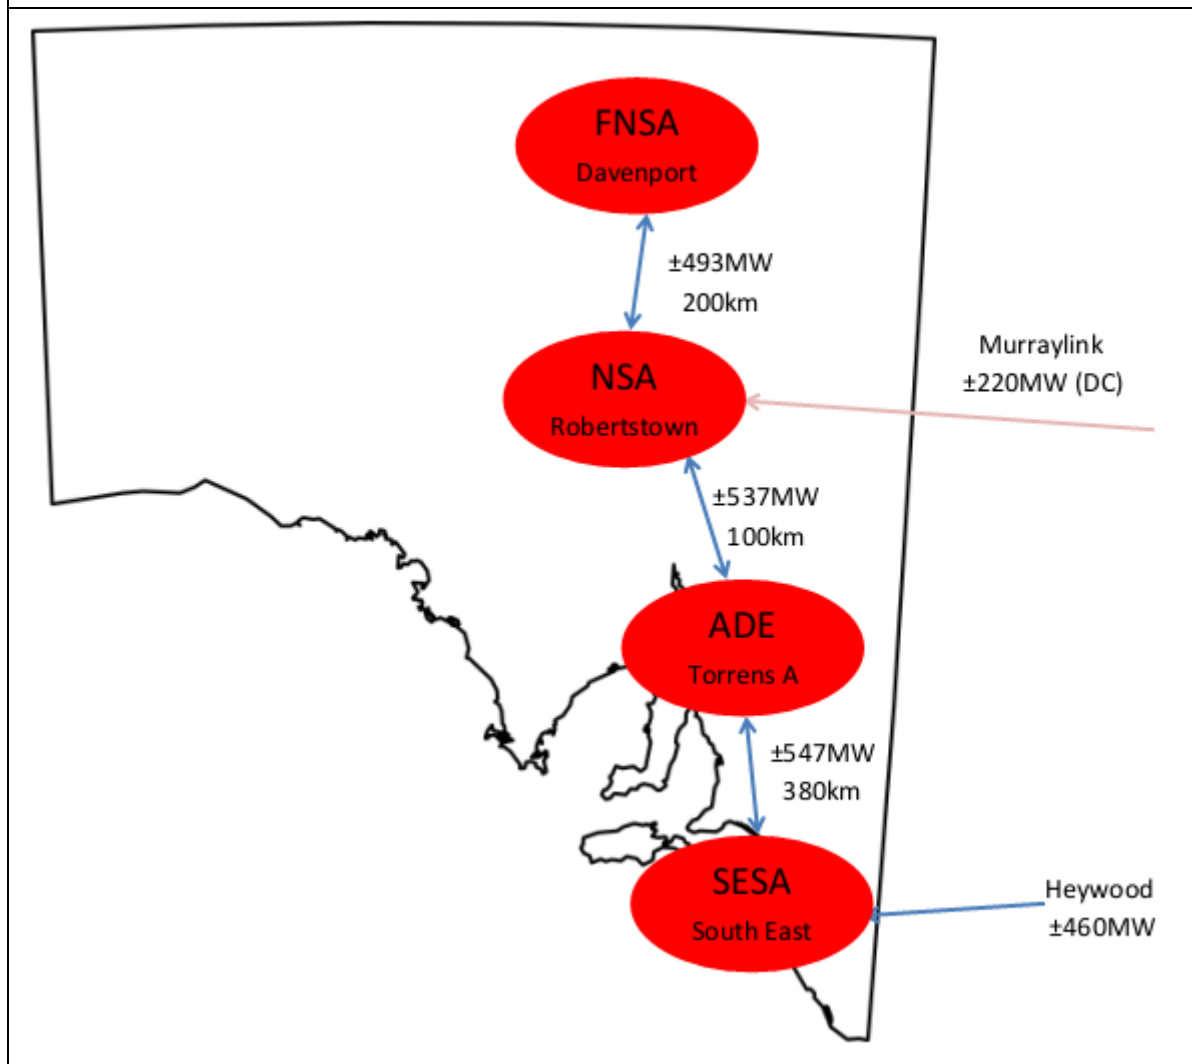 FNSA
Davenport
±493MW
200km
NSA
Robertstown
Murraylink
±220MW (DC)
±537MW
100km
ADE
Torrens A
±547MW
380km
SESA
South East
Heywood
±460MW